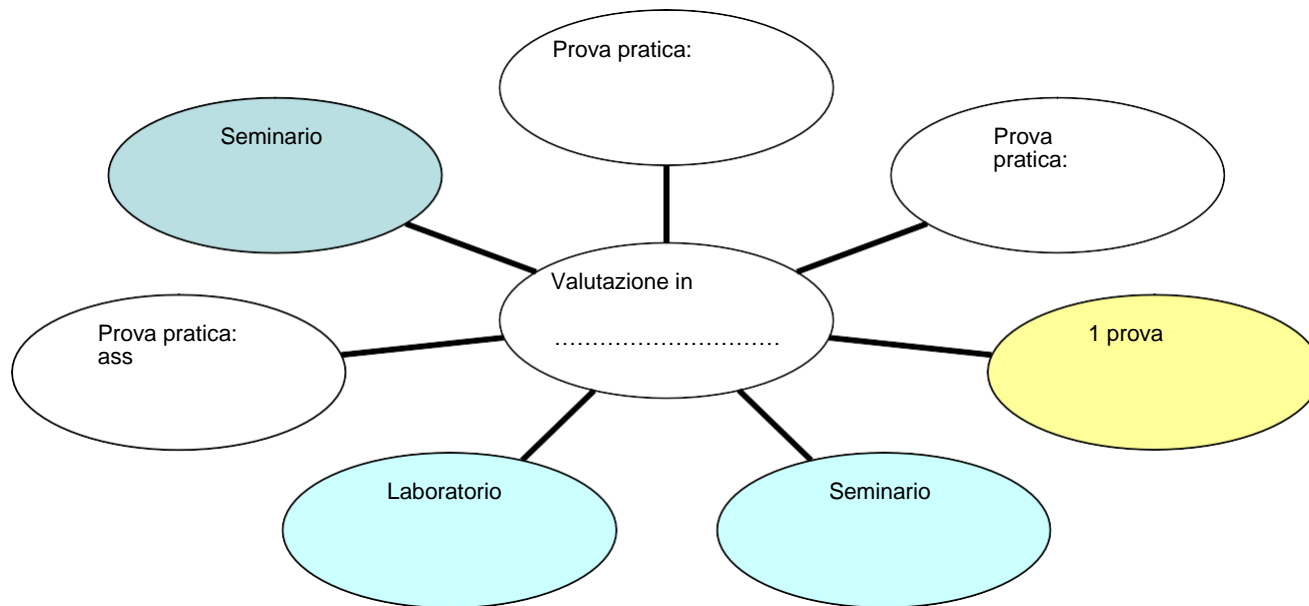 Prova pratica:
Seminario
Prova
pratica:
Valutazione in
…………………………
Prova pratica:
ass
1 prova
Laboratorio
Seminario